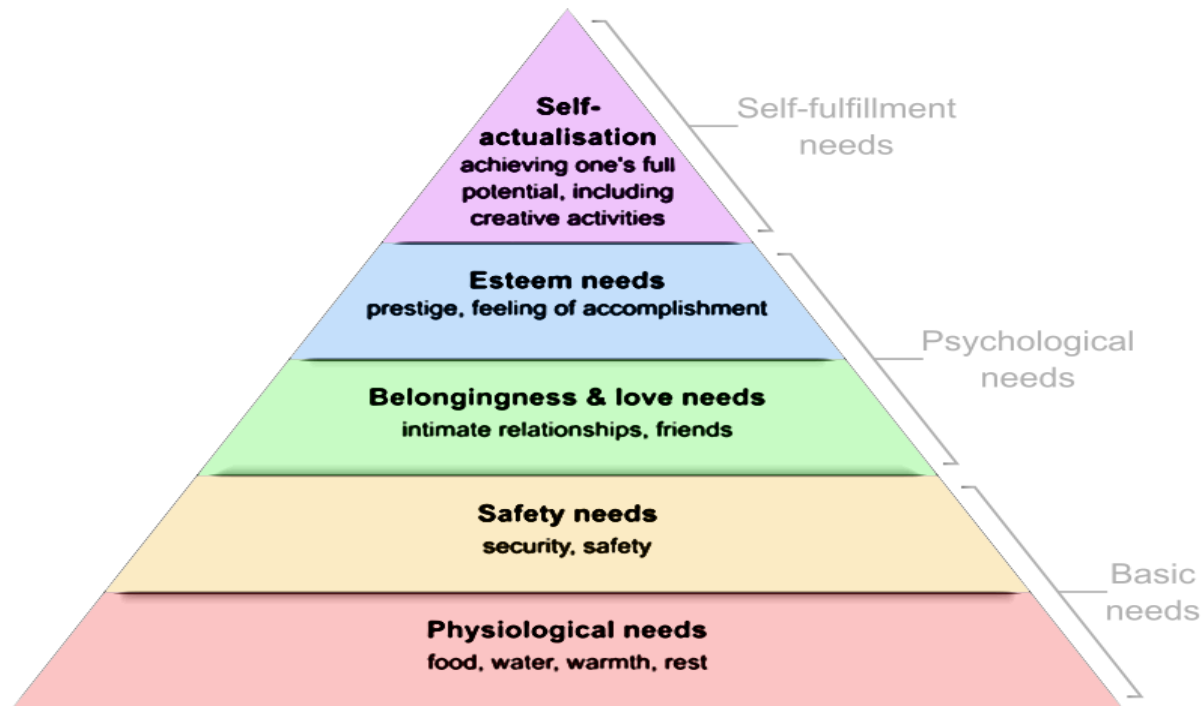 Self-
actualisation
achieving one's full
potential, including
creative activities
Self-fulfillment
needs
Esteem needs
prestige, feeling of accomplishment
Psychological
needs
Belongingness & love needs
intimate relationships, friends
Safety needs
security, safety
Basic
needs
Physiological needs
food, water, warmth, rest